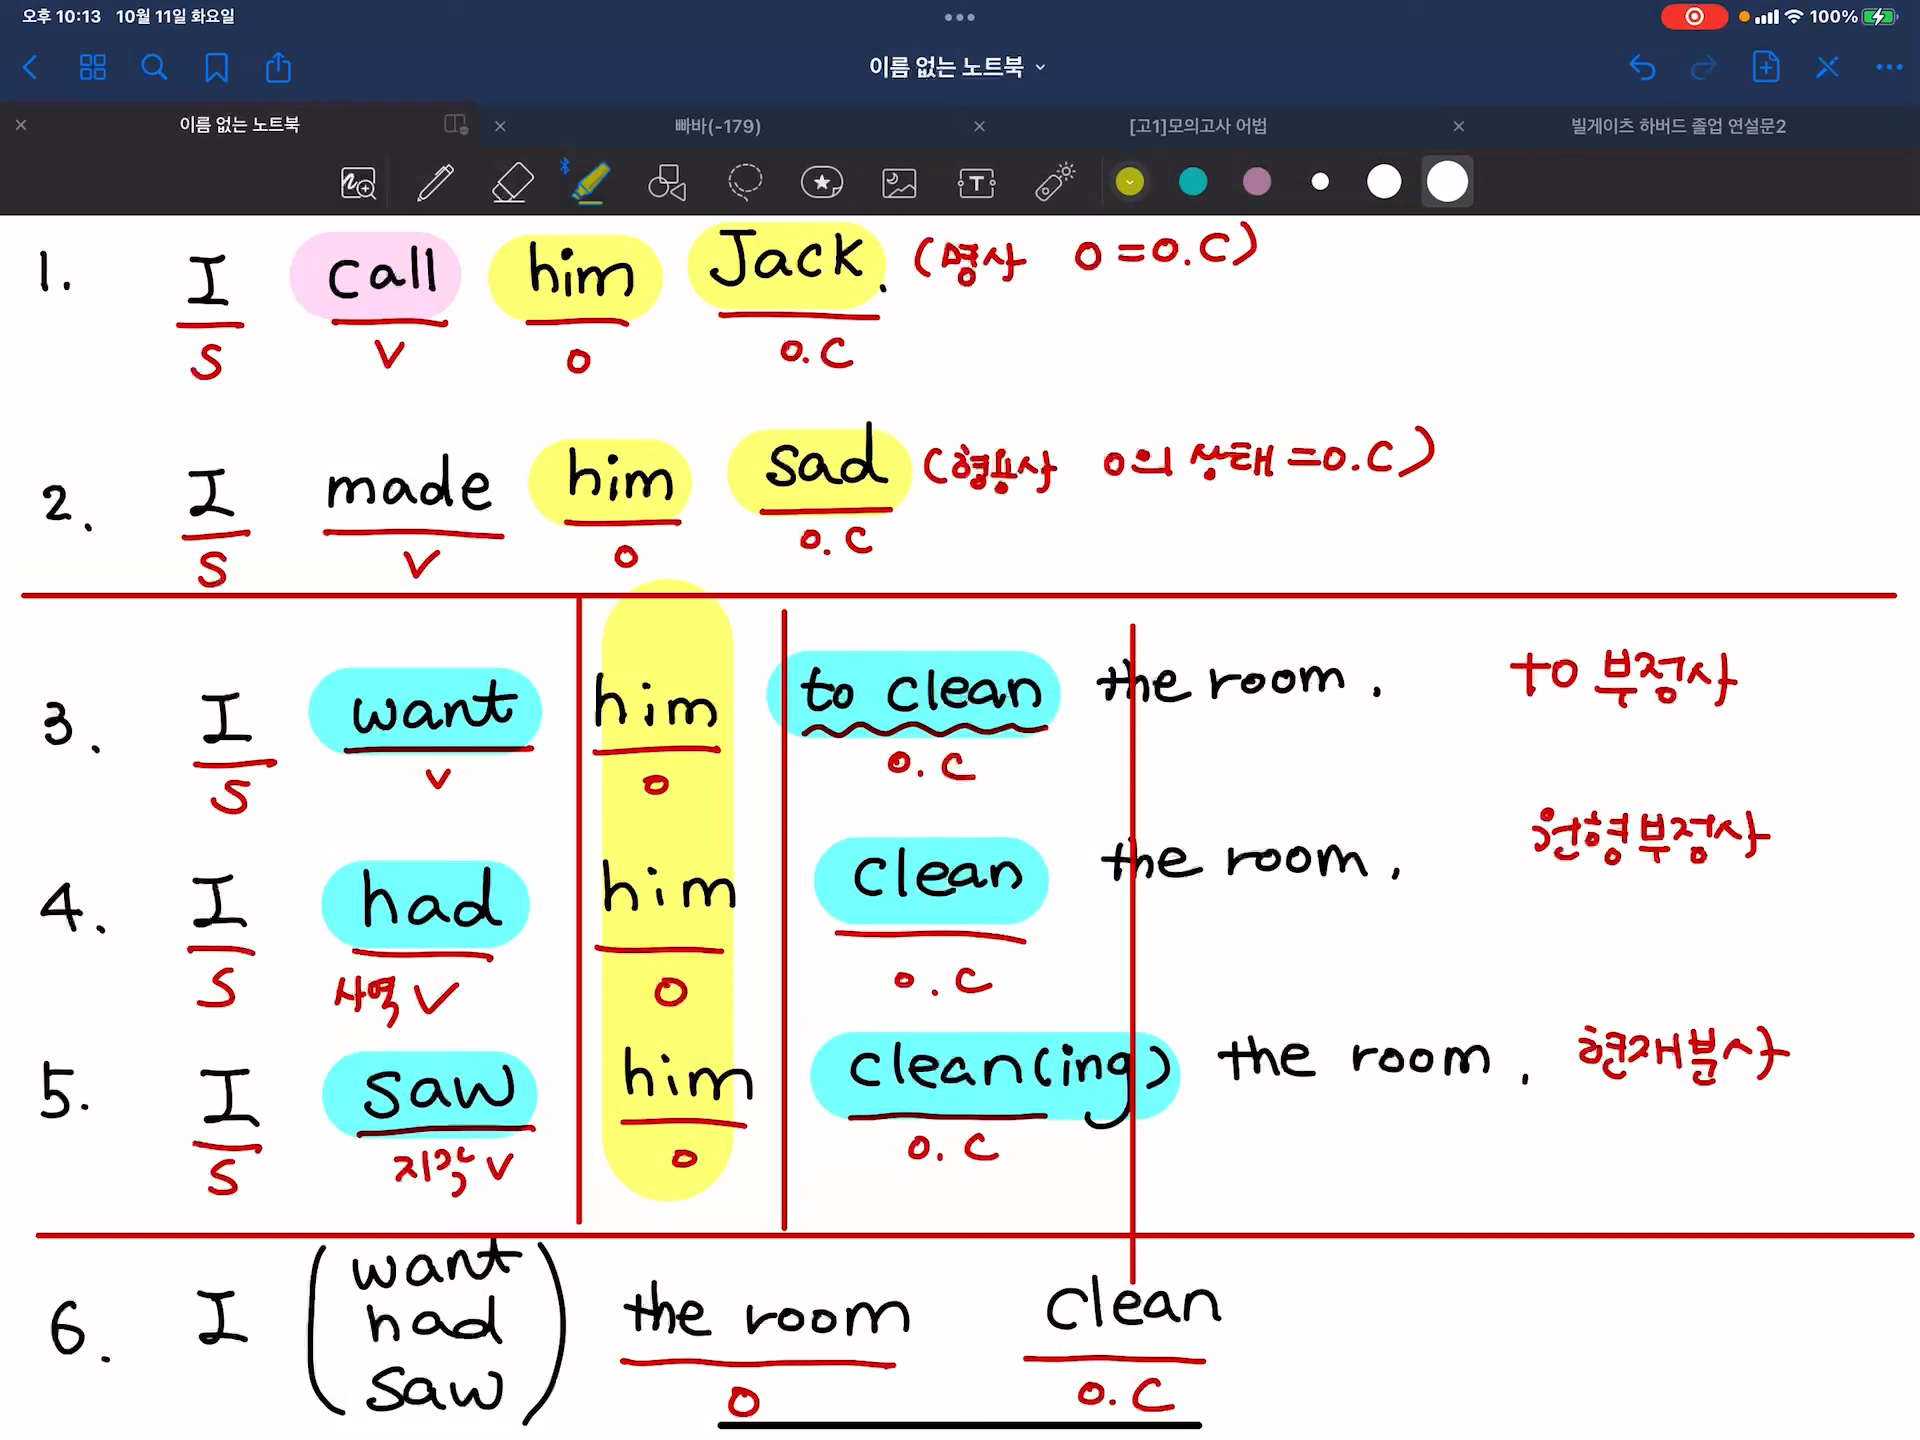 오후 10:13 10월 11일 화요일 100%
이름 없는 노트북
이름 없는 노트북 빠바(-179) [고1]모의고사 어법 빌게이츠 하버드 졸업 연설문2
1. I call him Jack. (명사 O=O.C)
S V O O.C
2. I made him sad (형용사 O의 상태=O.C)
S V O O.C
3. I want him to clean the room. to 부정사
S V O O.C
4. I had him clean the room. 원형부정사
S 사역 V O O.C
5. I saw him clean(ing) the room. 현재분사
S 지각 V O O.C
6. I (want had saw) the room clean
O O.C